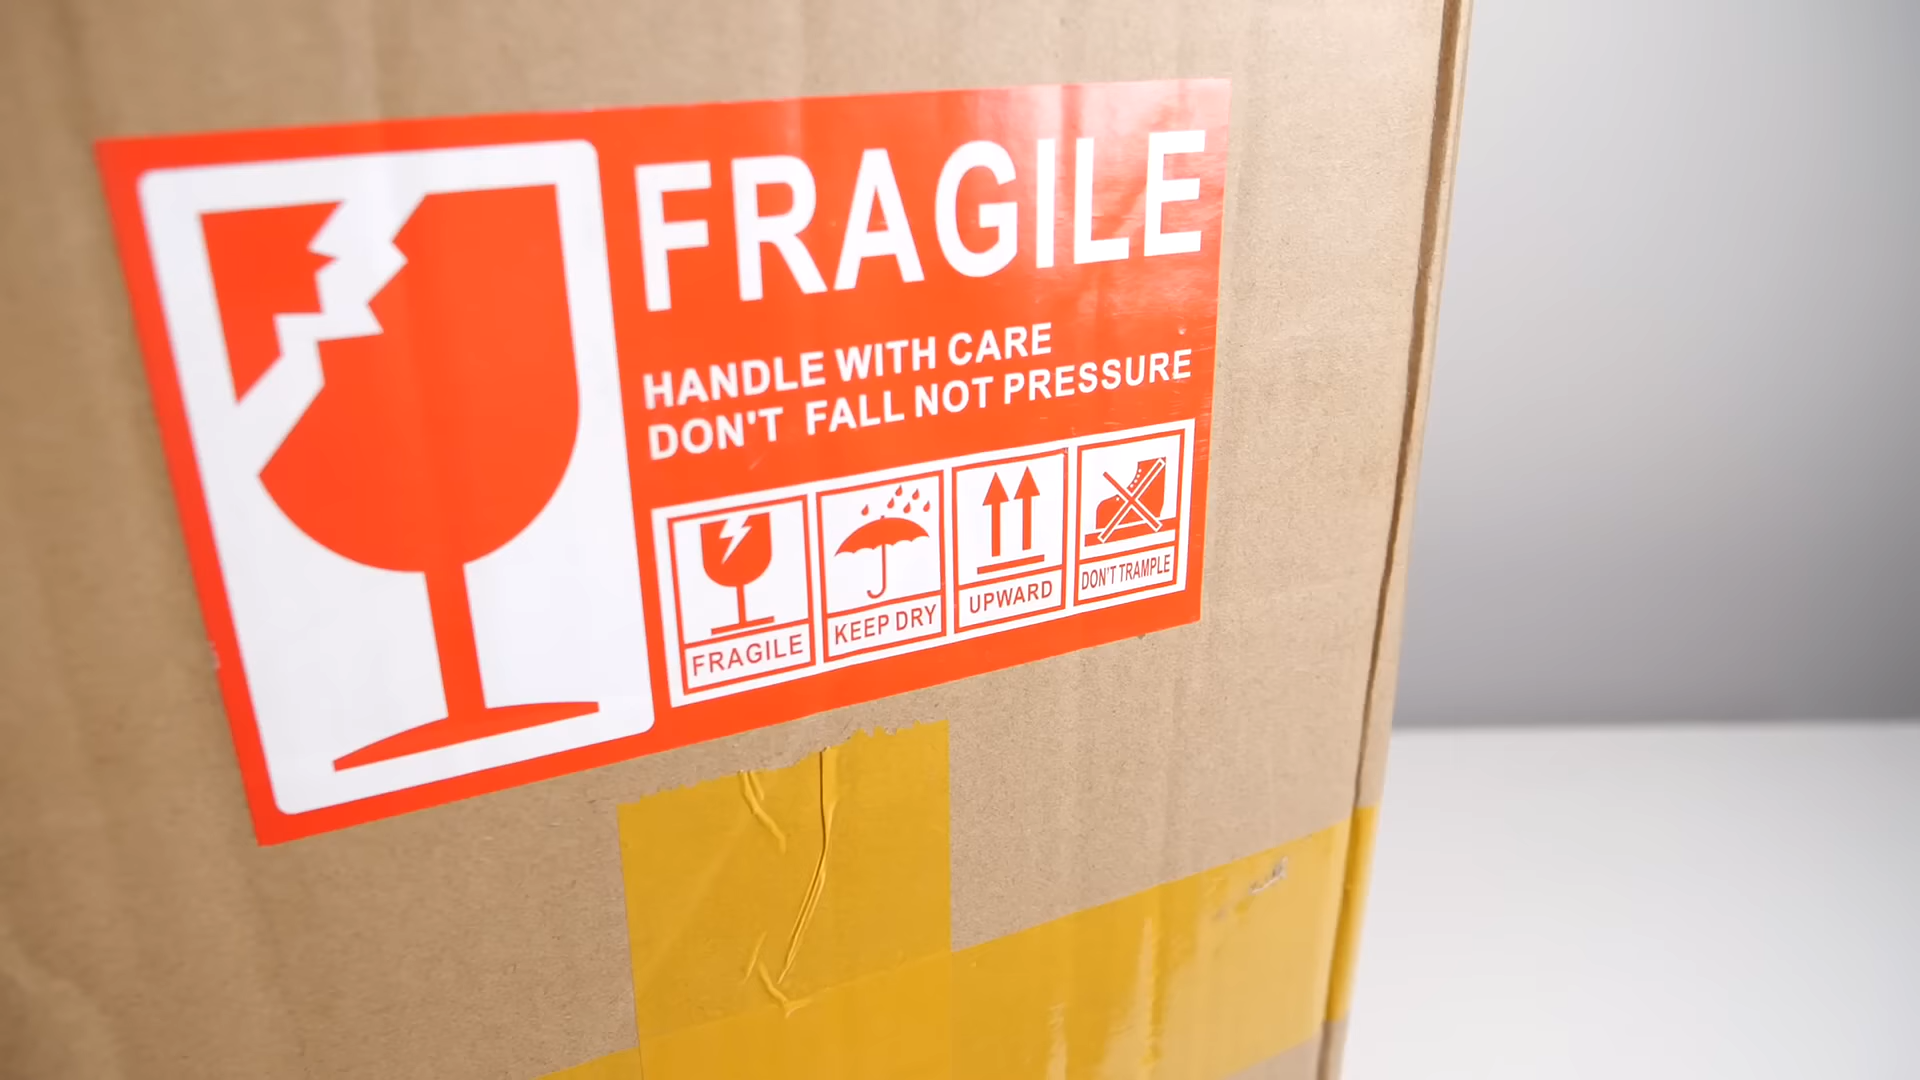 FRAGILE
HANDLE WITH CARE
DON'T FALL NOT PRESSURE
FRAGILE
KEEP DRY
UPWARD
DON'T TRAMPLE